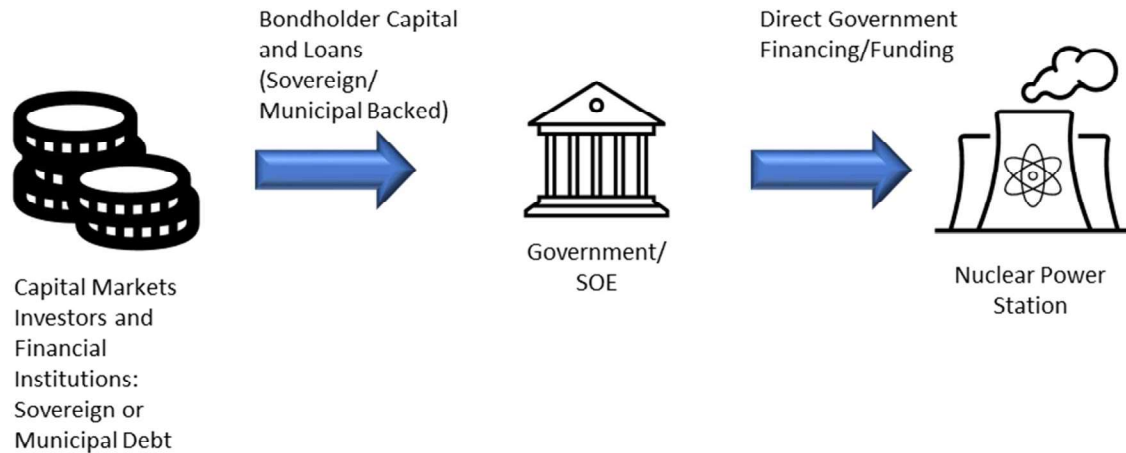 Bondholder Capital
and Loans
(Sovereign/
Municipal Backed)
Direct Government
Financing/Funding
Capital Markets
Investors and
Financial
Institutions:
Sovereign or
Municipal Debt
Government/
SOE
Nuclear Power
Station